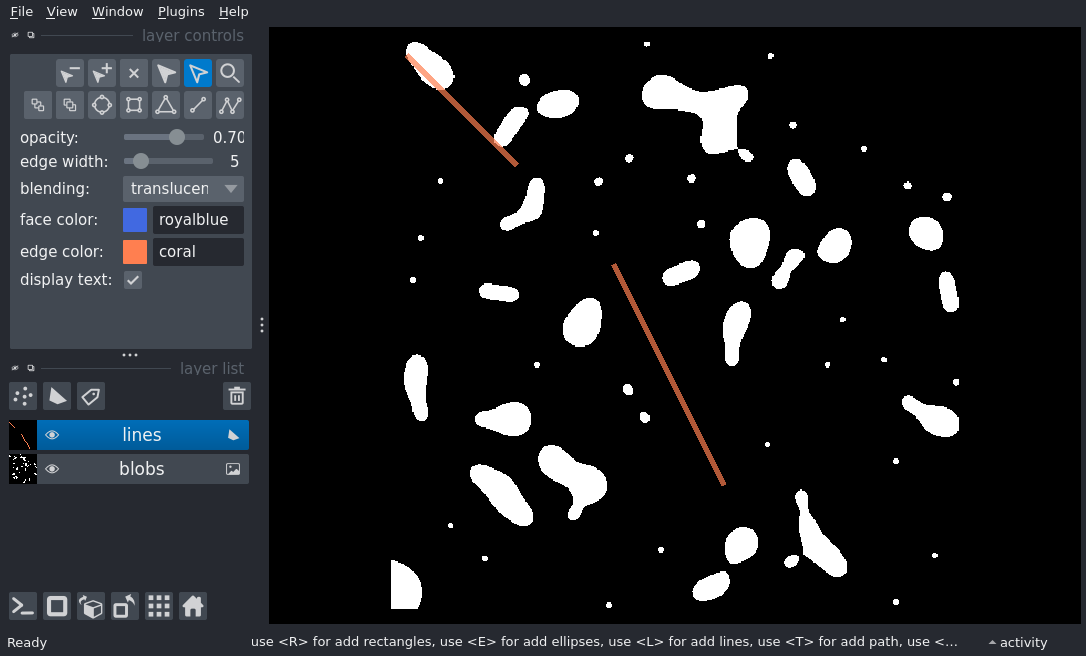 File View Window Plugins Help
layer controls
opacity: 0.70
edge width: 5
blending: translucen
face color: royalblue
edge color: coral
display text:
layer list
lines
blobs
Ready use <R> for add rectangles, use <E> for add ellipses, use <L> for add lines, use <T> for add path, use <... activity